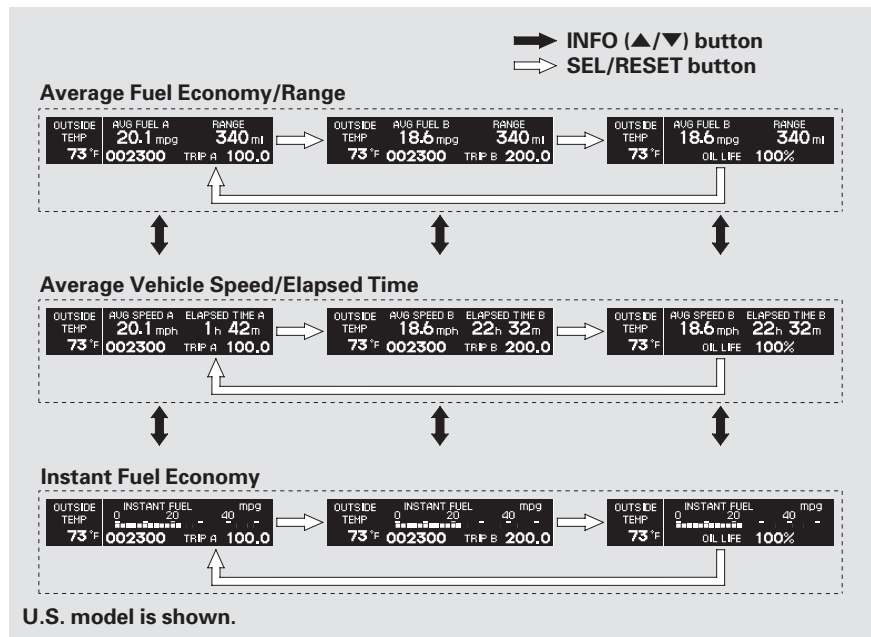 INFO (▲/▼) button
SEL/RESET button
Average Fuel Economy/Range
OUTSIDE TEMP 73°F AVG FUEL A 20.1 mpg RANGE 340 mi 002300 TRIP A 100.0
OUTSIDE TEMP 73°F AVG FUEL B 18.6 mpg RANGE 340 mi 002300 TRIP B 200.0
OUTSIDE TEMP 73°F AVG FUEL B 18.6 mpg RANGE 340 mi OIL LIFE 100%
Average Vehicle Speed/Elapsed Time
OUTSIDE TEMP 73°F AVG SPEED A 20.1 mph ELAPSED TIME A 1h 42m 002300 TRIP A 100.0
OUTSIDE TEMP 73°F AVG SPEED B 18.6 mph ELAPSED TIME B 22h 32m 002300 TRIP B 200.0
OUTSIDE TEMP 73°F AVG SPEED B 18.6 mph ELAPSED TIME B 22h 32m OIL LIFE 100%
Instant Fuel Economy
OUTSIDE TEMP 73°F INSTANT FUEL mpg 0 20 40 002300 TRIP A 100.0
OUTSIDE TEMP 73°F INSTANT FUEL mpg 0 20 40 002300 TRIP B 200.0
OUTSIDE TEMP 73°F INSTANT FUEL mpg 0 20 40 OIL LIFE 100%
U.S. model is shown.